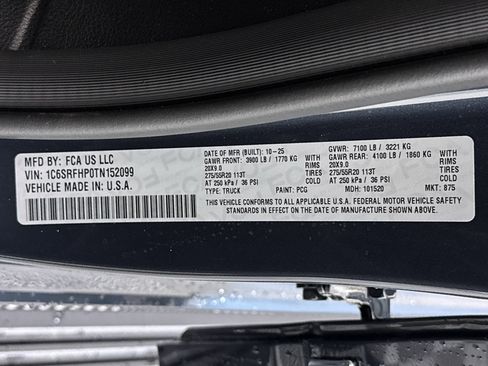 MFD BY: FCA US LLC
VIN: 1C6SRFHP0TN152099
VEHICLE MADE IN U.S.A.
DATE OF MFR (BUILT): 10-25
GVWR: 7100 LB / 3221 KG
GAWR FRONT: 3900 LB / 1770 KG WITH
GAWR REAR: 4100 LB / 1860 KG WITH
20X9.0 RIMS
20X9.0 RIMS
275/55R20 113T TIRES
275/55R20 113T TIRES
AT 250 kPa / 36 PSI COLD
AT 250 kPa / 36 PSI COLD
TYPE: TRUCK PAINT: PCG MDH: 101520 MKT: 875
THIS VEHICLE CONFORMS TO ALL APPLICABLE U.S.A. FEDERAL MOTOR VEHICLE SAFETY
STANDARDS IN EFFECT ON THE DATE OF MANUFACTURE SHOWN ABOVE.